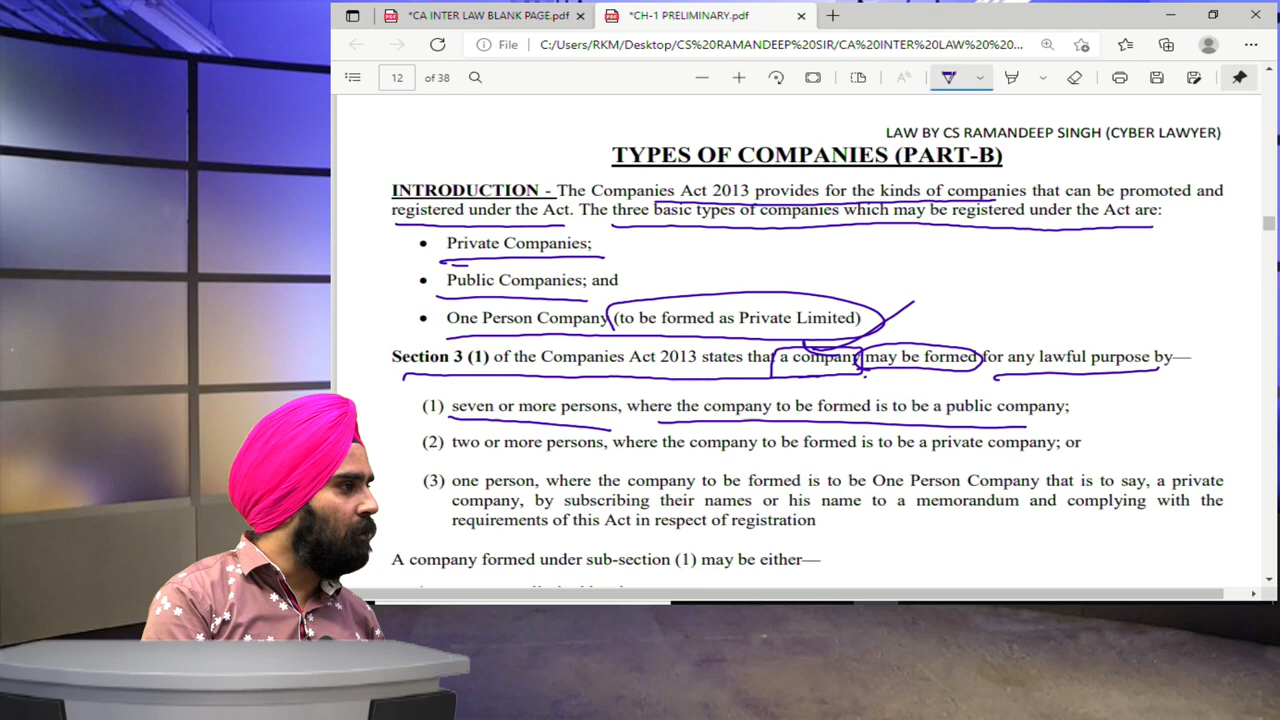 *CA INTER LAW BLANK PAGE.pdf
*CH-1 PRELIMINARY.pdf
File
C:/Users/RKM/Desktop/CS%20RAMANDEEP%20SIR/CA%20INTER%20LAW%20%20...
12 of 38
LAW BY CS RAMANDEEP SINGH (CYBER LAWYER)
TYPES OF COMPANIES (PART-B)
INTRODUCTION - The Companies Act 2013 provides for the kinds of companies that can be promoted and
registered under the Act. The three basic types of companies which may be registered under the Act are:
• Private Companies;
• Public Companies; and
• One Person Company (to be formed as Private Limited)
Section 3 (1) of the Companies Act 2013 states that a company may be formed for any lawful purpose by—
(1) seven or more persons, where the company to be formed is to be a public company;
(2) two or more persons, where the company to be formed is to be a private company; or
(3) one person, where the company to be formed is to be One Person Company that is to say, a private
company, by subscribing their names or his name to a memorandum and complying with the
requirements of this Act in respect of registration
A company formed under sub-section (1) may be either—